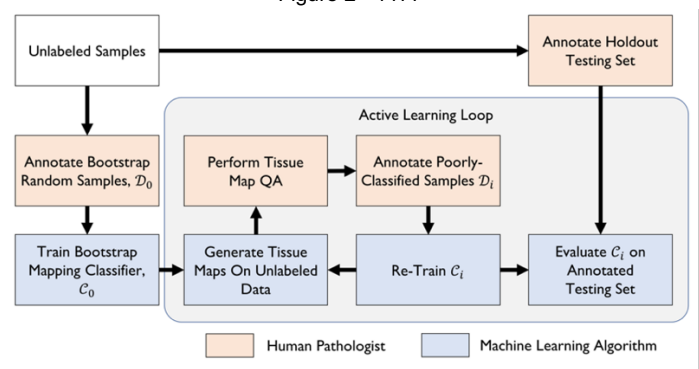 Unlabeled Samples
Annotate Holdout
Testing Set
Active Learning Loop
Annotate Bootstrap
Random Samples, 𝒟₀
Perform Tissue
Map QA
Annotate Poorly-
Classified Samples 𝒟ᵢ
Train Bootstrap
Mapping Classifier,
𝒞₀
Generate Tissue
Maps On Unlabeled
Data
Re-Train 𝒞ᵢ
Evaluate 𝒞ᵢ on
Annotated
Testing Set
Human Pathologist
Machine Learning Algorithm